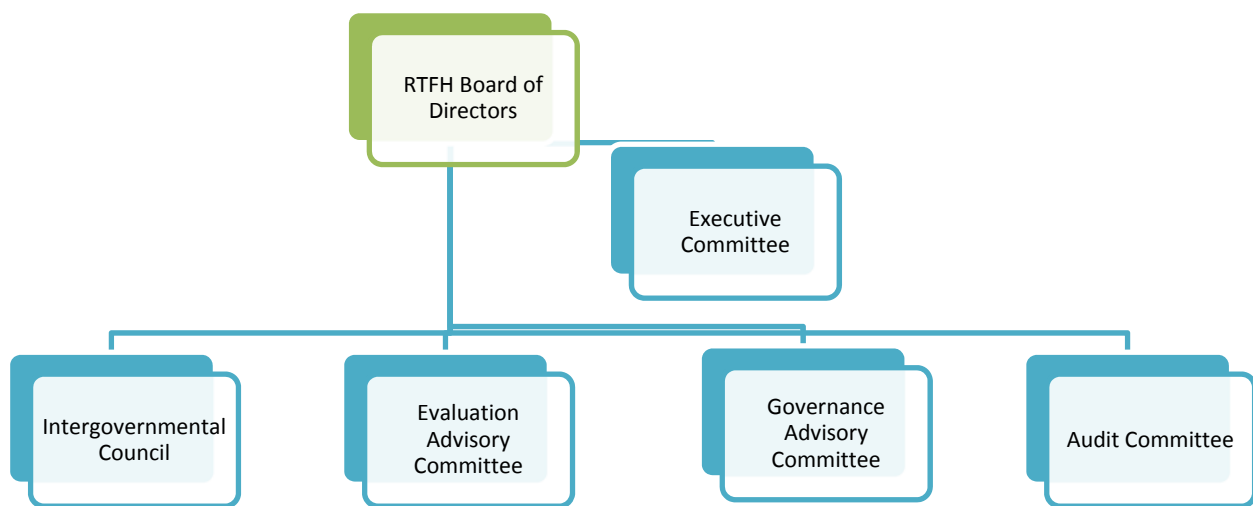 RTFH Board of
Directors
Executive
Committee
Intergovernmental
Council
Evaluation
Advisory
Committee
Governance
Advisory
Committee
Audit Committee